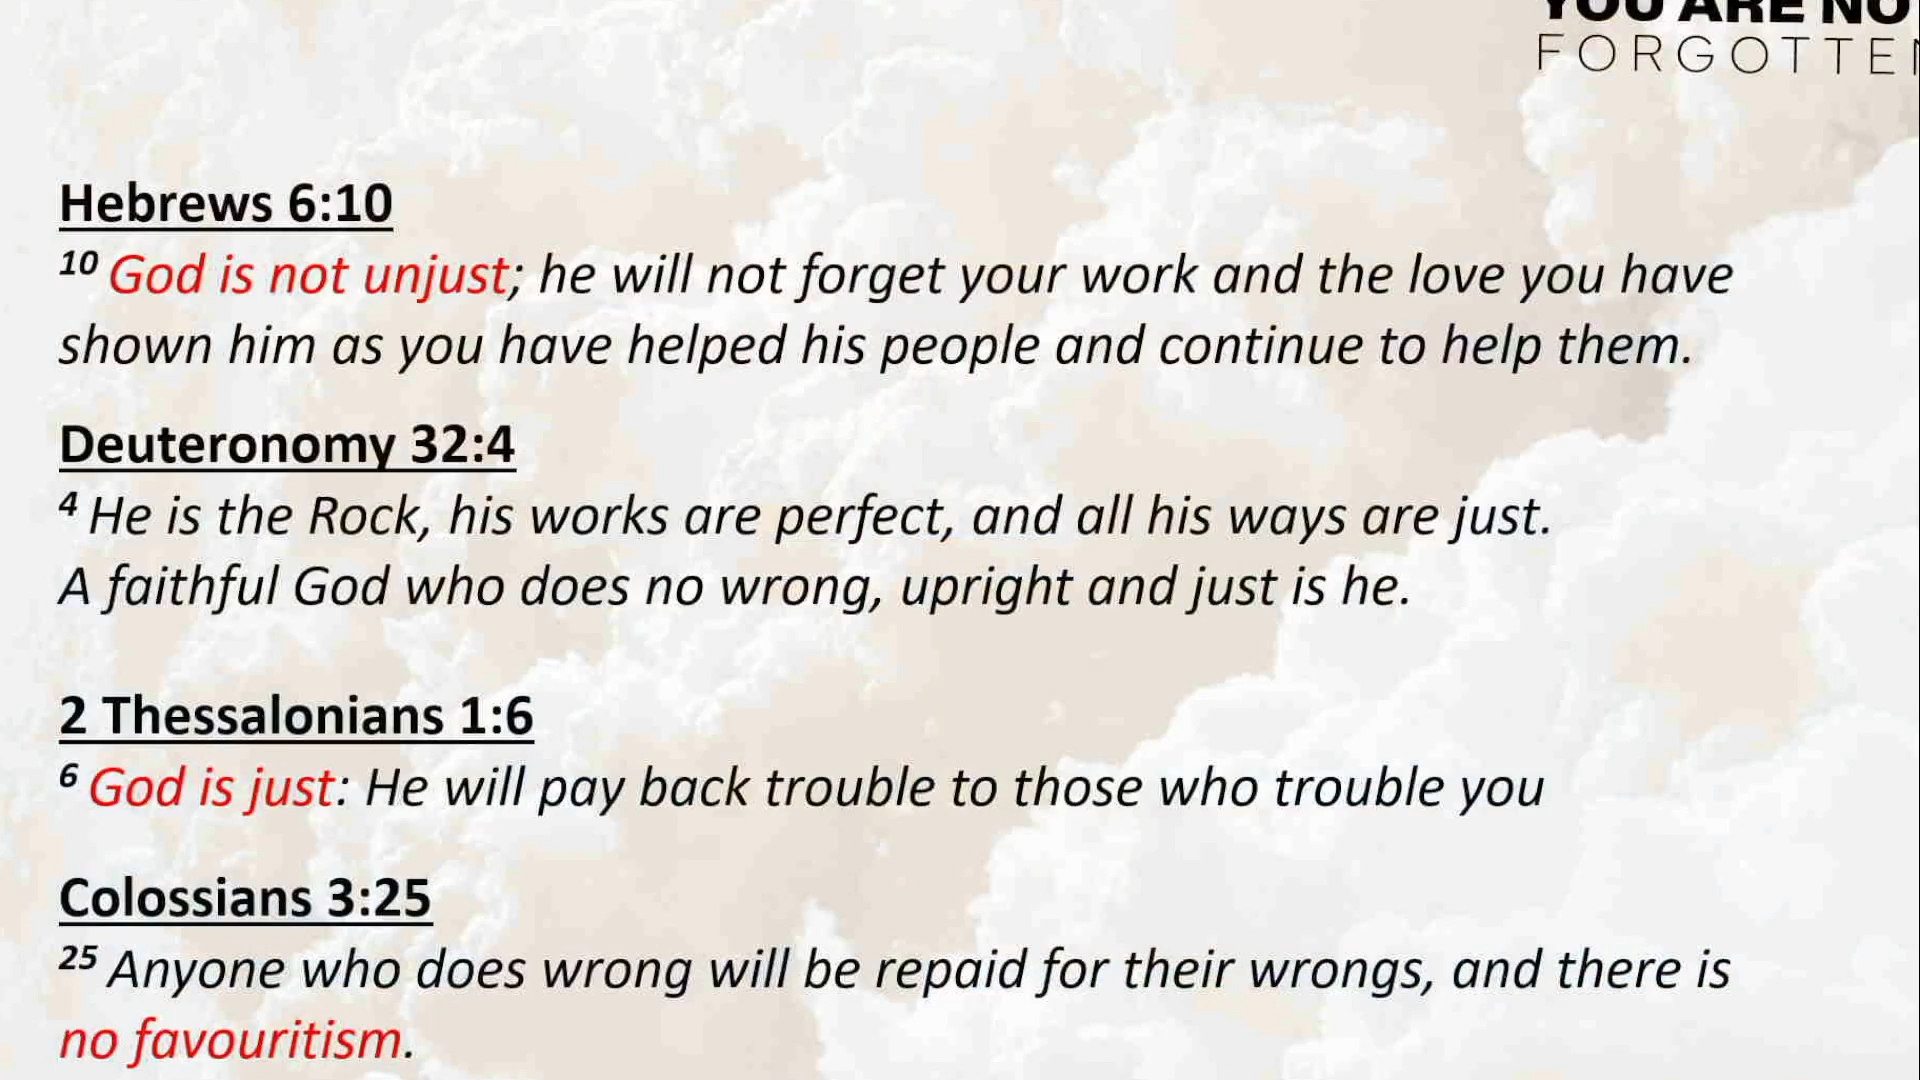 YOU ARE NO
FORGOTTEN
Hebrews 6:10
10 God is not unjust; he will not forget your work and the love you have
shown him as you have helped his people and continue to help them.
Deuteronomy 32:4
4 He is the Rock, his works are perfect, and all his ways are just.
A faithful God who does no wrong, upright and just is he.
2 Thessalonians 1:6
6 God is just: He will pay back trouble to those who trouble you
Colossians 3:25
25 Anyone who does wrong will be repaid for their wrongs, and there is
no favouritism.